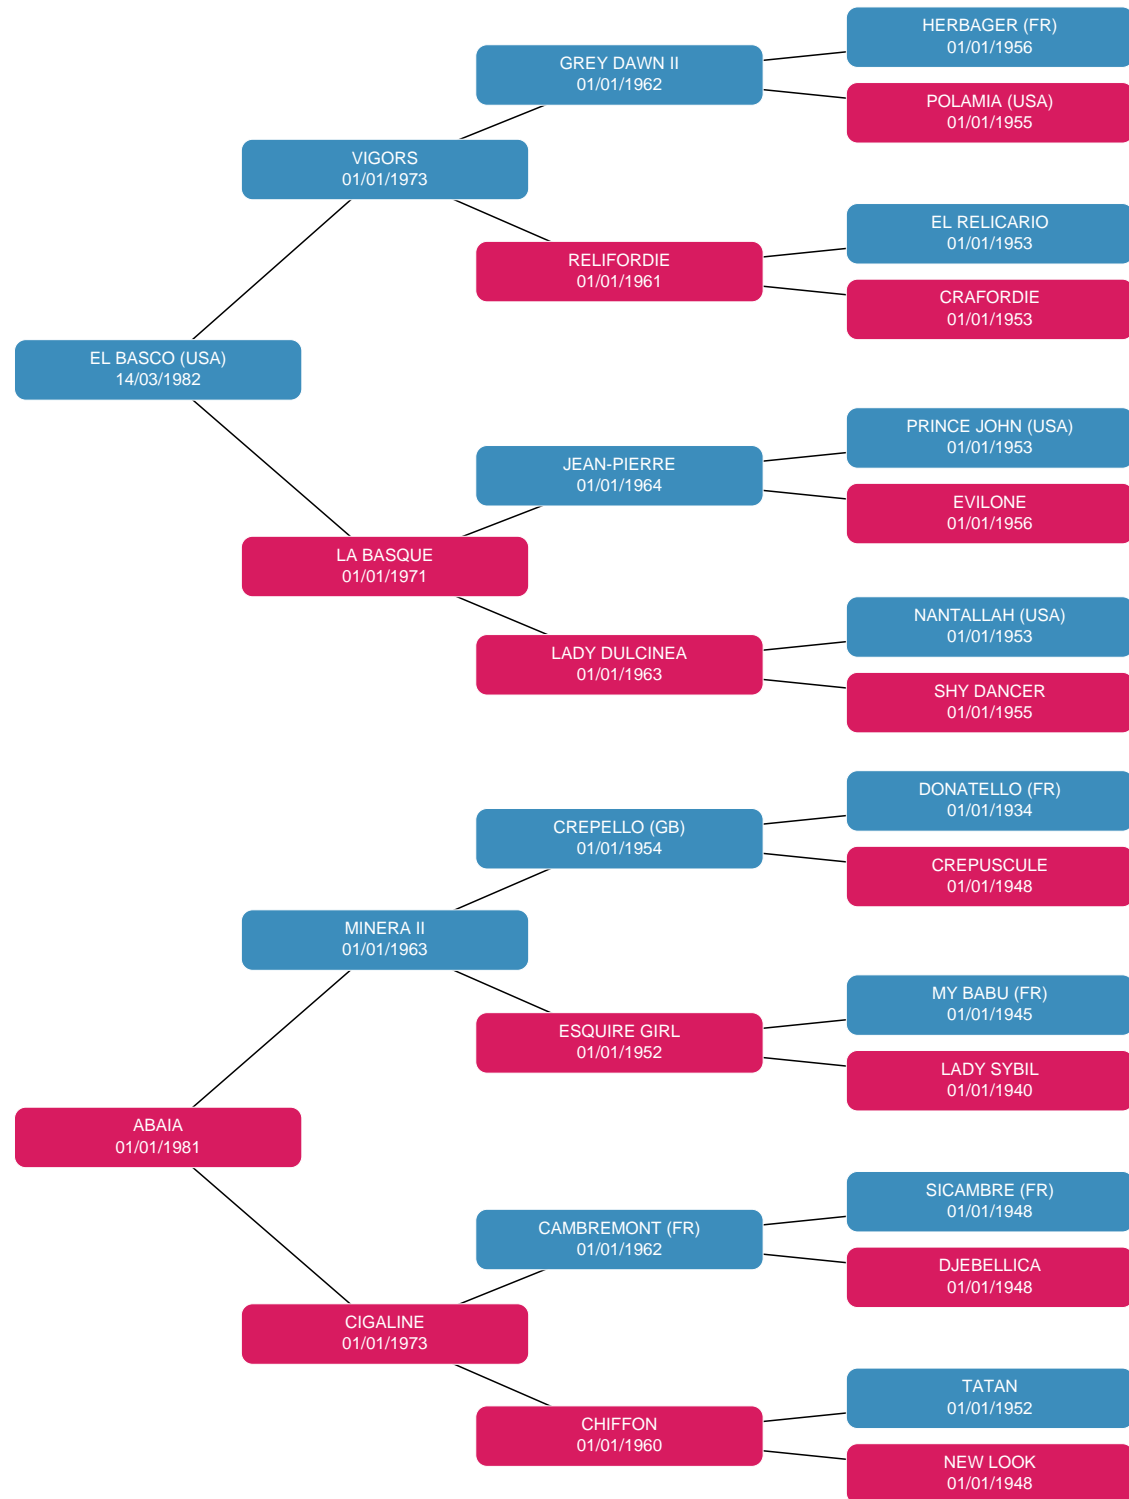 HERBAGER (FR)
01/01/1956
GREY DAWN II
01/01/1962
POLAMIA (USA)
01/01/1955
VIGORS
01/01/1973
EL RELICARIO
01/01/1953
RELIFORDIE
01/01/1961
CRAFORDIE
01/01/1953
EL BASCO (USA)
14/03/1982
PRINCE JOHN (USA)
01/01/1953
JEAN-PIERRE
01/01/1964
EVILONE
01/01/1956
LA BASQUE
01/01/1971
NANTALLAH (USA)
01/01/1953
LADY DULCINEA
01/01/1963
SHY DANCER
01/01/1955
DONATELLO (FR)
01/01/1934
CREPELLO (GB)
01/01/1954
CREPUSCULE
01/01/1948
MINERA II
01/01/1963
MY BABU (FR)
01/01/1945
ESQUIRE GIRL
01/01/1952
LADY SYBIL
01/01/1940
ABAIA
01/01/1981
SICAMBRE (FR)
01/01/1948
CAMBREMONT (FR)
01/01/1962
DJEBELLICA
01/01/1948
CIGALINE
01/01/1973
TATAN
01/01/1952
CHIFFON
01/01/1960
NEW LOOK
01/01/1948